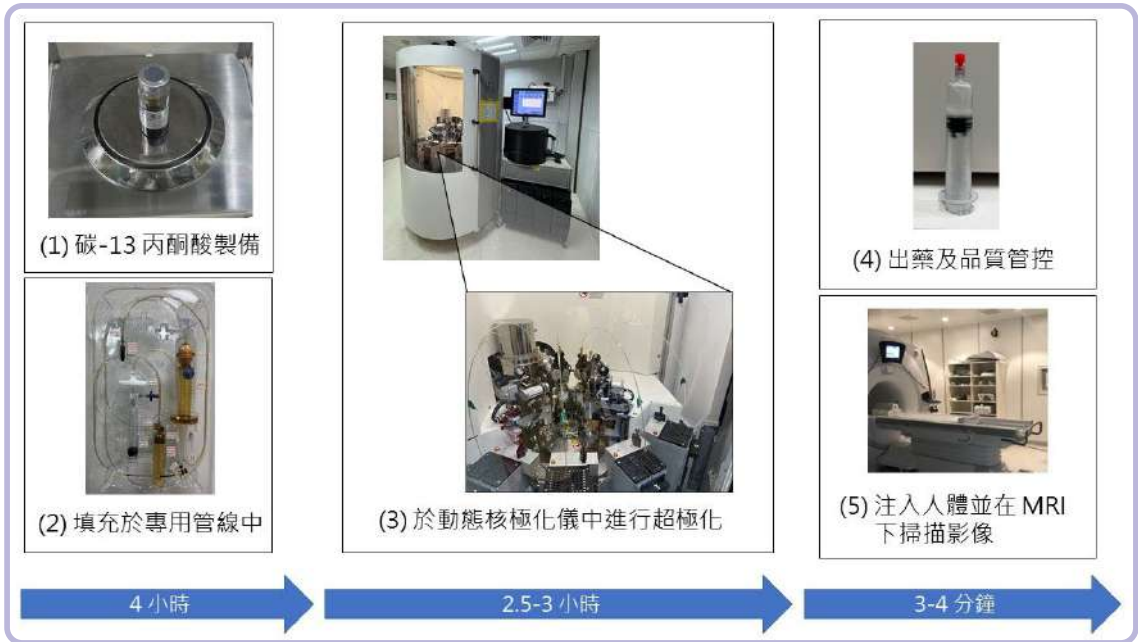 (1) 碳-13 丙酮酸製備
(2) 填充於專用管線中
(3) 於動態核極化儀中進行超極化
(4) 出藥及品質管控
(5) 注入人體並在 MRI
下掃描影像
4 小時
2.5-3 小時
3-4 分鐘